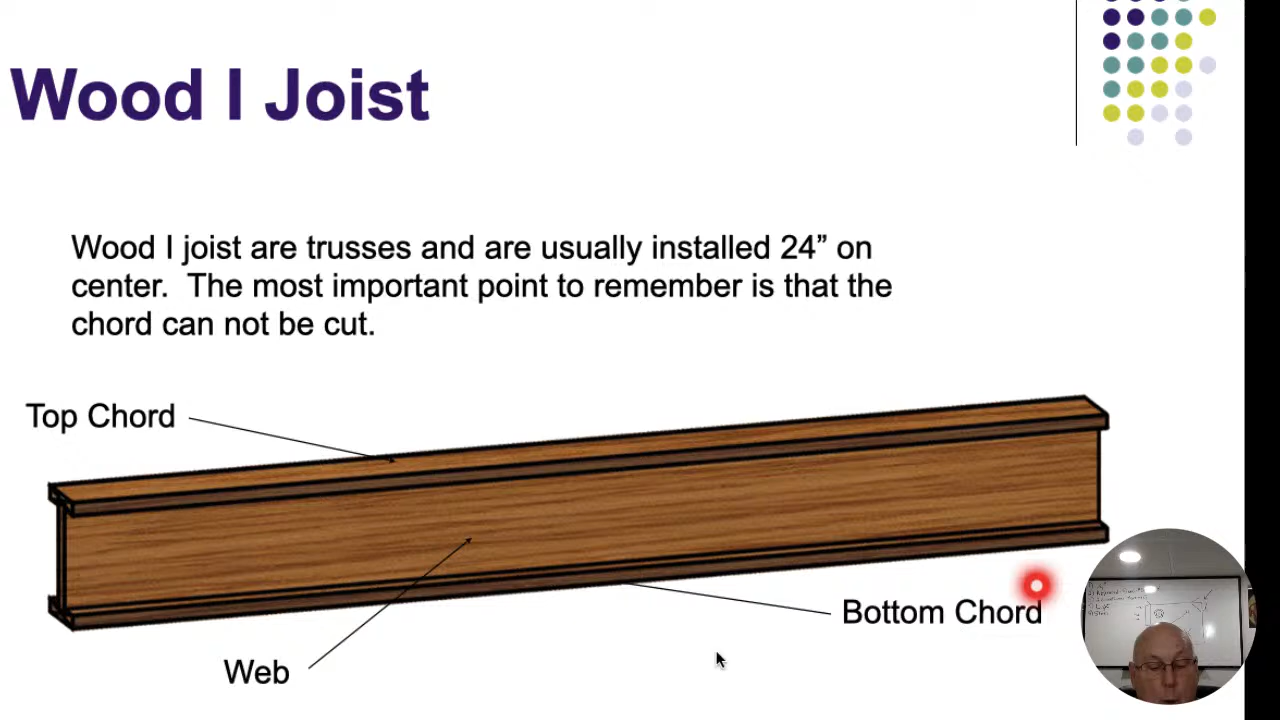 Wood I Joist
Wood I joist are trusses and are usually installed 24” on
center.  The most important point to remember is that the
chord can not be cut.
Top Chord
Bottom Chord
Web